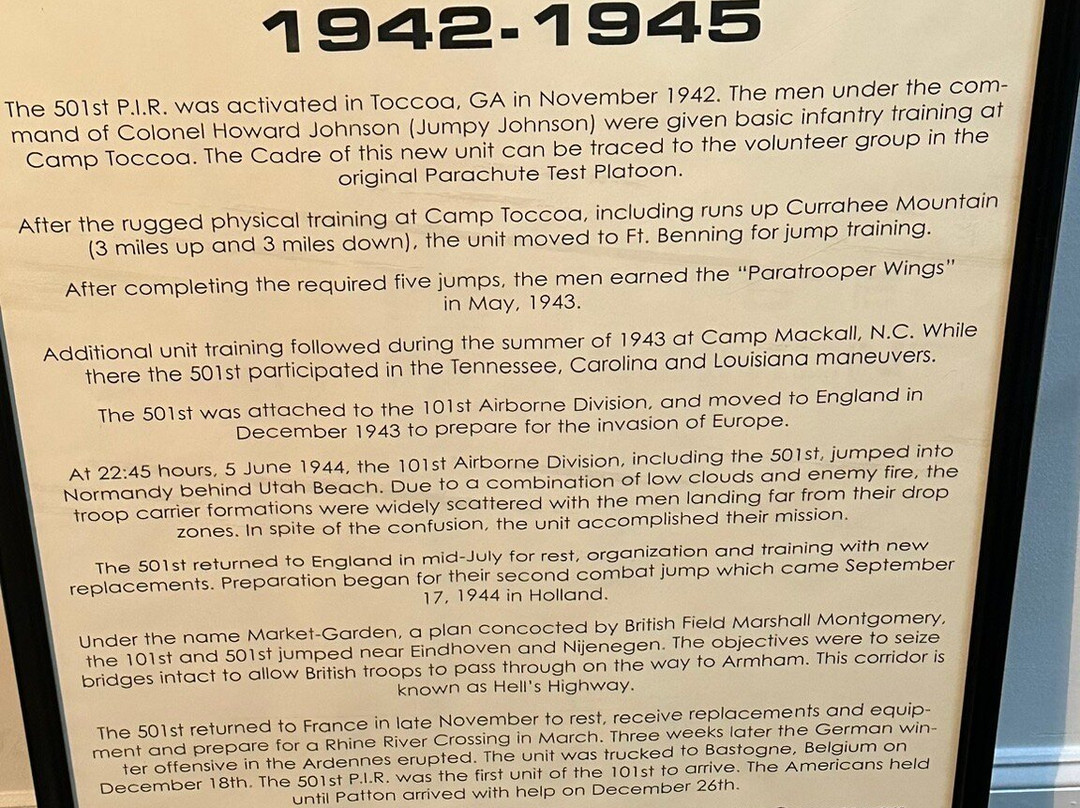 1942-1945
The 501st P.I.R. was activated in Toccoa, GA in November 1942. The men under the com-
mand of Colonel Howard Johnson (Jumpy Johnson) were given basic infantry training at
Camp Toccoa. The Cadre of this new unit can be traced to the volunteer group in the
original Parachute Test Platoon.
After the rugged physical training at Camp Toccoa, including runs up Currahee Mountain
(3 miles up and 3 miles down), the unit moved to Ft. Benning for jump training.
After completing the required five jumps, the men earned the "Paratrooper Wings"
in May, 1943.
Additional unit training followed during the summer of 1943 at Camp Mackall, N.C. While
there the 501st participated in the Tennessee, Carolina and Louisiana maneuvers.
The 501st was attached to the 101st Airborne Division, and moved to England in
December 1943 to prepare for the invasion of Europe.
At 22:45 hours, 5 June 1944, the 101st Airborne Division, including the 501st, jumped into
Normandy behind Utah Beach. Due to a combination of low clouds and enemy fire, the
troop carrier formations were widely scattered with the men landing far from their drop
zones. In spite of the confusion, the unit accomplished their mission.
The 501st returned to England in mid-July for rest, organization and training with new
replacements. Preparation began for their second combat jump which came September
17, 1944 in Holland.
Under the name Market-Garden, a plan concocted by British Field Marshall Montgomery,
the 101st and 501st jumped near Eindhoven and Nijenegen. The objectives were to seize
bridges intact to allow British troops to pass through on the way to Armham. This corridor is
known as Hell's Highway.
The 501st returned to France in late November to rest, receive replacements and equip-
ment and prepare for a Rhine River Crossing in March. Three weeks later the German win-
ter offensive in the Ardennes erupted. The unit was trucked to Bastogne, Belgium on
December 18th. The 501st P.I.R. was the first unit of the 101st to arrive. The Americans held
until Patton arrived with help on December 26th.